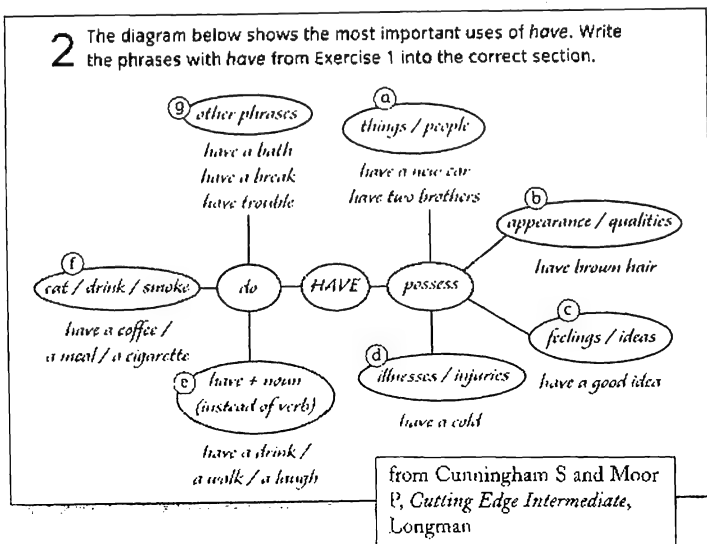 2 The diagram below shows the most important uses of have. Write
the phrases with have from Exercise 1 into the correct section.
g other phrases
have a bath
have a break
have trouble
a things / people
have a new car
have two brothers
b appearance / qualities
have brown hair
f eat / drink / smoke
do
HAVE
possess
have a coffee /
a meal / a cigarette
c feelings / ideas
have a good idea
d illnesses / injuries
have a cold
e have + noun
(instead of verb)
have a drink /
a walk / a laugh
from Cunningham S and Moor
P, Cutting Edge Intermediate,
Longman